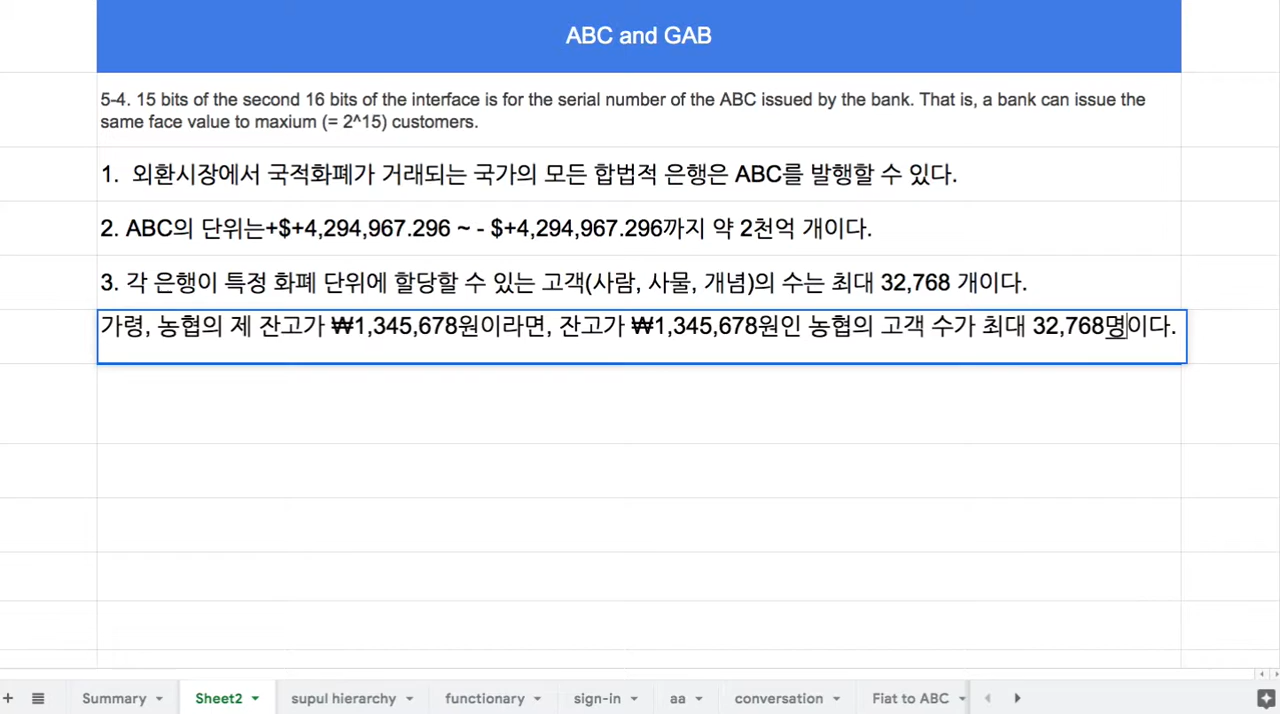 ABC and GAB
5-4. 15 bits of the second 16 bits of the interface is for the serial number of the ABC issued by the bank. That is, a bank can issue the
same face value to maxium (= 2^15) customers.
1. 외환시장에서 국적화폐가 거래되는 국가의 모든 합법적 은행은 ABC를 발행할 수 있다.
2. ABC의 단위는+$+4,294,967.296 ~ - $+4,294,967.296까지 약 2천억 개이다.
3. 각 은행이 특정 화폐 단위에 할당할 수 있는 고객(사람, 사물, 개념)의 수는 최대 32,768 개이다.
가령, 농협의 제 잔고가 ₩1,345,678원이라면, 잔고가 ₩1,345,678원인 농협의 고객 수가 최대 32,768명이다.
Summary Sheet2 supul hierarchy functionary sign-in aa conversation Fiat to ABC